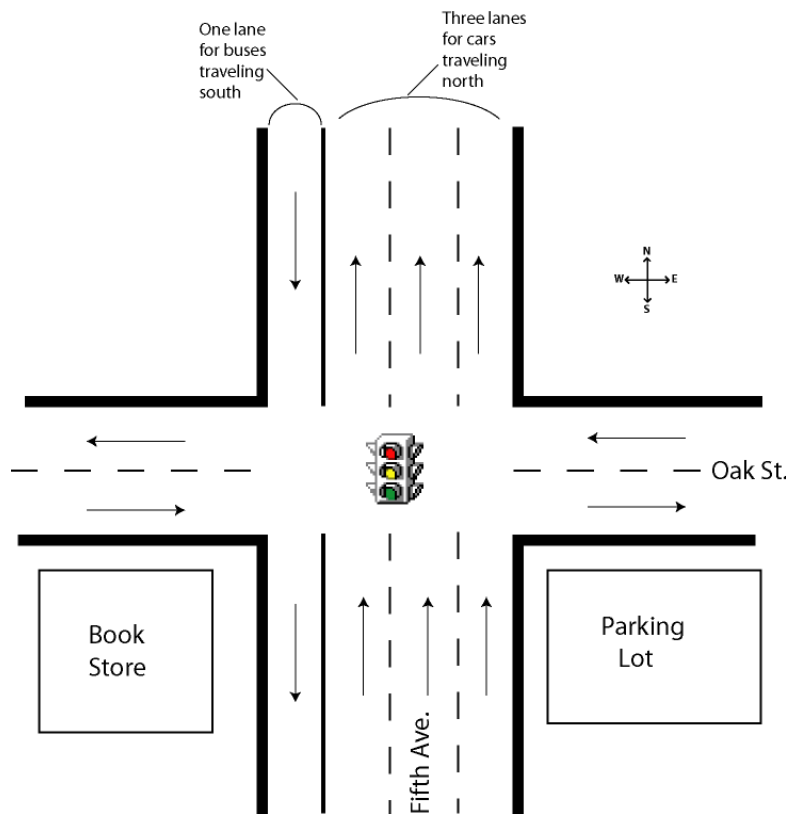 One lane
for buses
traveling
south
Three lanes
for cars
traveling
north
N
W E
S
Oak St.
Book
Store
Parking
Lot
Fifth Ave.